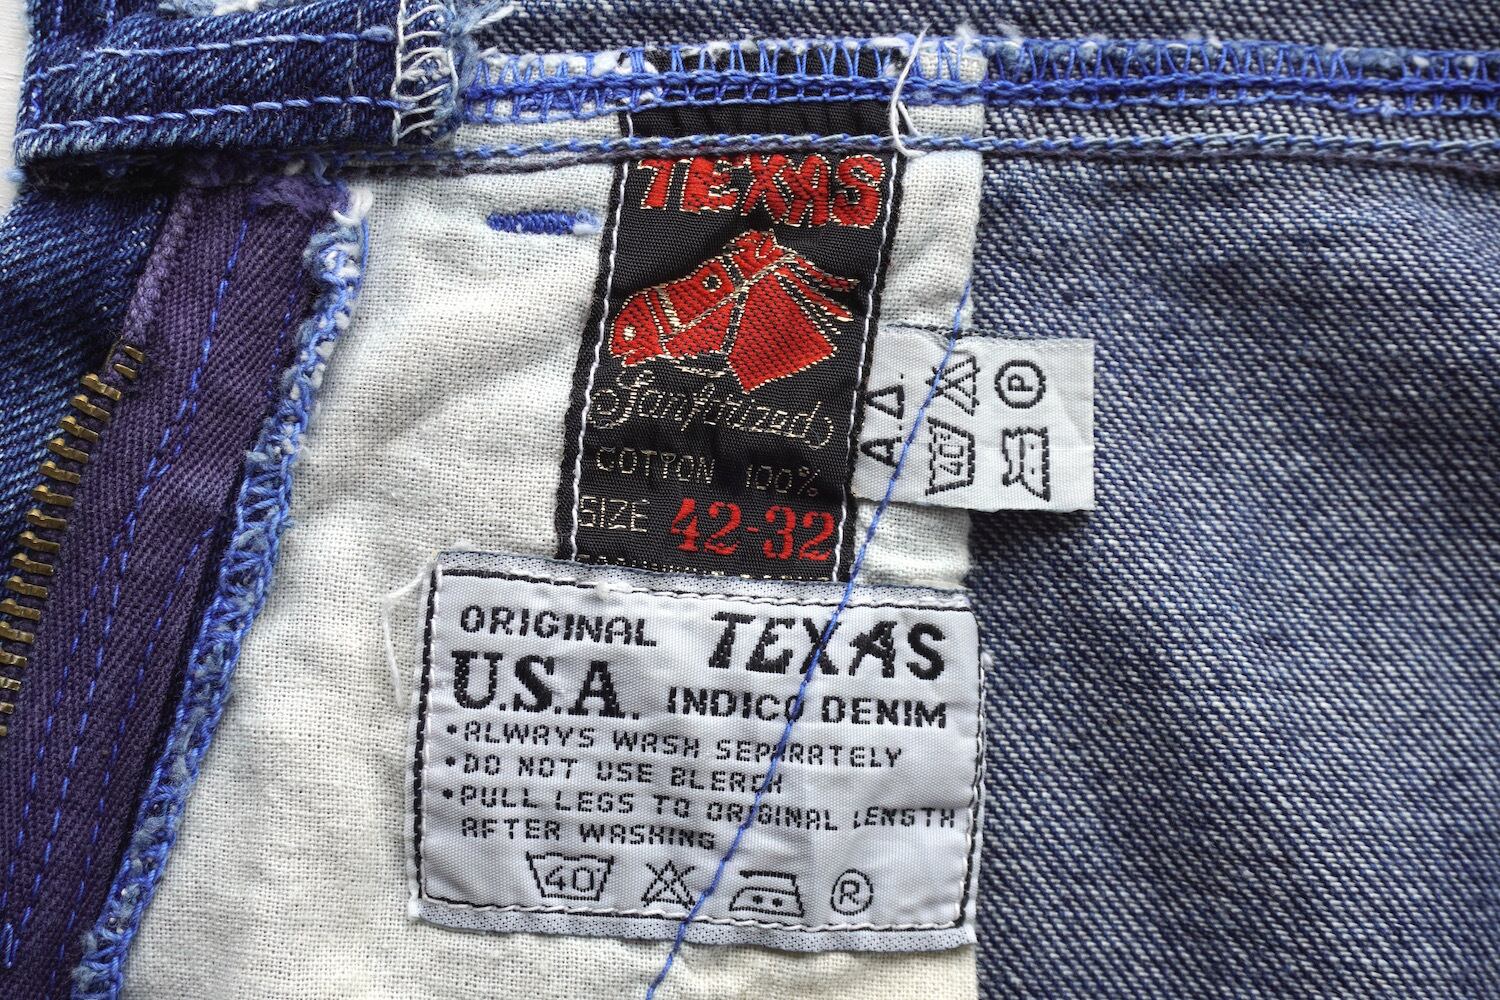 TEXAS
Sanforized
COTTON 100%
SIZE 42-32
A.A.
40
P
ORIGINAL TEXAS
U.S.A. INDICO DENIM
•ALWAYS WASH SEPARATELY
•DO NOT USE BLEACH
•PULL LEGS TO ORIGINAL LENGTH
AFTER WASHING
40 R